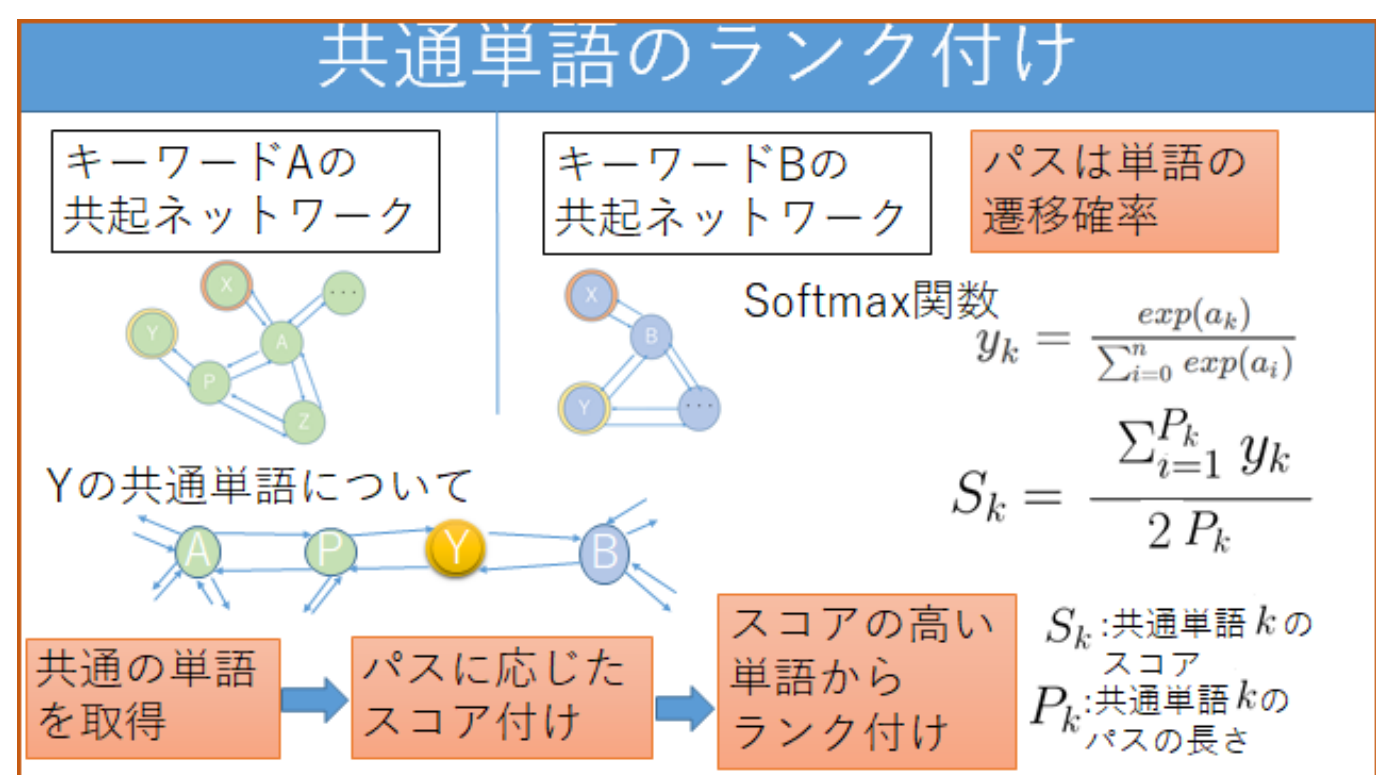 共通単語のランク付け
キーワードAの
共起ネットワーク
キーワードBの
共起ネットワーク
パスは単語の
遷移確率
X
...
Y
A
P
Z
X
B
Y
...
Softmax関数
y_k = exp(a_k) / ∑_{i=0}^{n} exp(a_i)
S_k = ∑_{i=1}^{P_k} y_k / 2 P_k
Yの共通単語について
A P Y B
共通の単語
を取得
パスに応じた
スコア付け
スコアの高い
単語から
ランク付け
S_k:共通単語 k の
スコア
P_k:共通単語 k の
パスの長さ